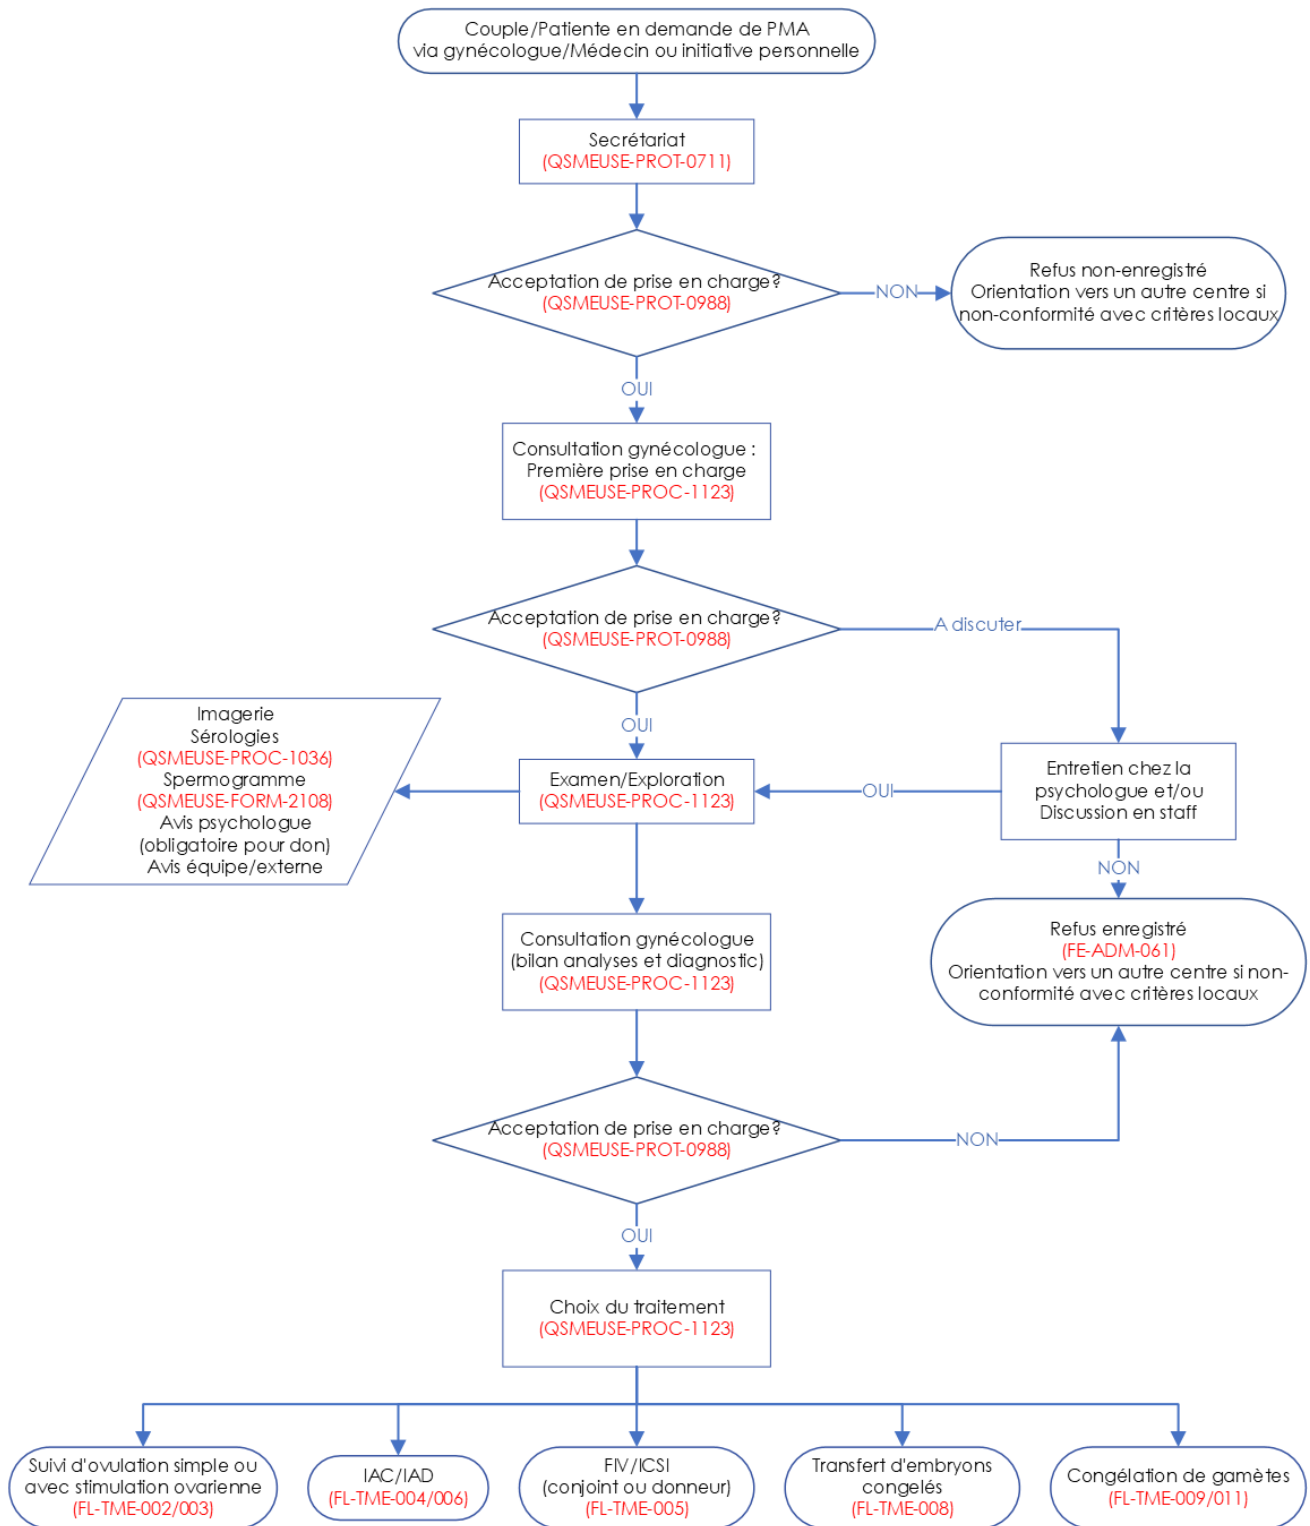 Couple/Patiente en demande de PMA
via gynécologue/Médecin ou initiative personnelle
Secrétariat
(QSMEUSE-PROT-0711)
Acceptation de prise en charge?
(QSMEUSE-PROT-0988)
NON
Refus non-enregistré
Orientation vers un autre centre si
non-conformité avec critères locaux
OUI
Consultation gynécologue :
Première prise en charge
(QSMEUSE-PROC-1123)
Acceptation de prise en charge?
(QSMEUSE-PROT-0988)
A discuter
OUI
Imagerie
Sérologies
(QSMEUSE-PROC-1036)
Spermogramme
(QSMEUSE-FORM-2108)
Avis psychologue
(obligatoire pour don)
Avis équipe/externe
Examen/Exploration
(QSMEUSE-PROC-1123)
OUI
Entretien chez la
psychologue et/ou
Discussion en staff
NON
Refus enregistré
(FE-ADM-061)
Orientation vers un autre centre si non-
conformité avec critères locaux
Consultation gynécologue
(bilan analyses et diagnostic)
(QSMEUSE-PROC-1123)
Acceptation de prise en charge?
(QSMEUSE-PROT-0988)
NON
OUI
Choix du traitement
(QSMEUSE-PROC-1123)
Suivi d'ovulation simple ou
avec stimulation ovarienne
(FL-TME-002/003)
IAC/IAD
(FL-TME-004/006)
FIV/ICSI
(conjoint ou donneur)
(FL-TME-005)
Transfert d'embryons
congelés
(FL-TME-008)
Congélation de gamètes
(FL-TME-009/011)